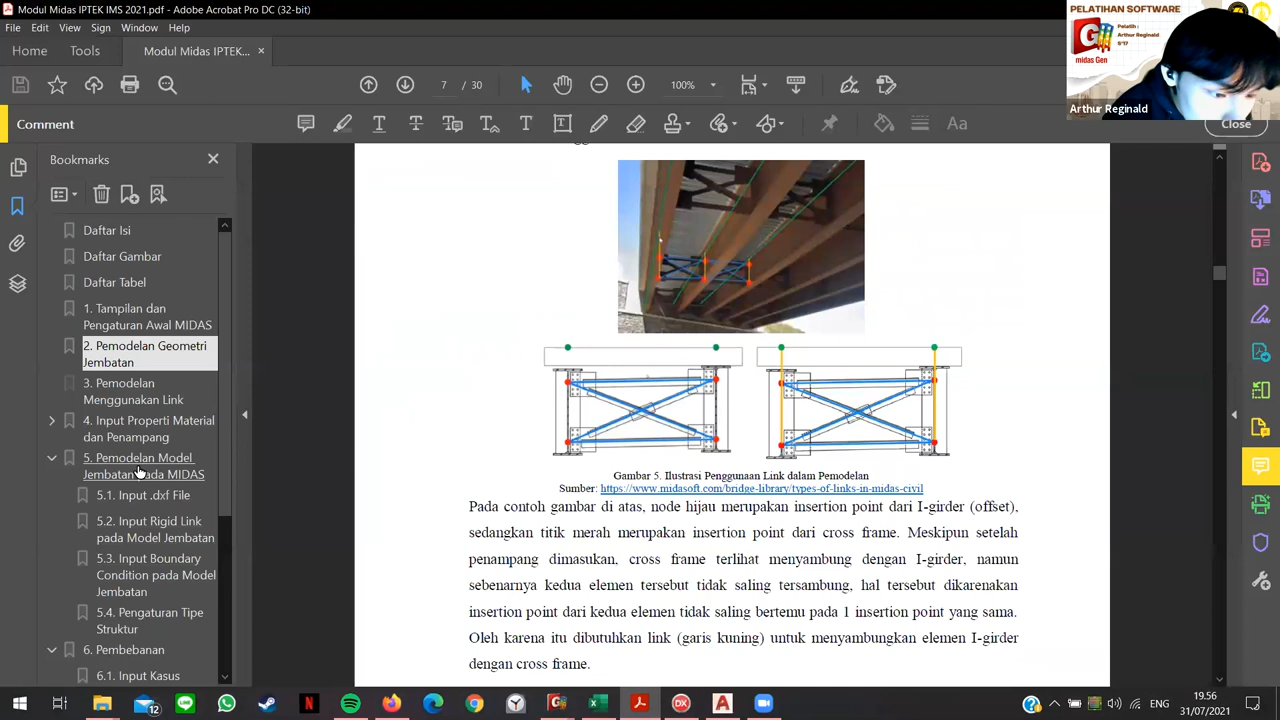 Modul Midas IPTEK IMS 2021.pdf - Adobe Acrobat Pro DC (32-bit)
File Edit View Sign Window Help
Home Tools Modul Midas IPTEK...
100%
Comment
Close
PELATIHAN SOFTWARE
Pelatih :
Arthur Reginald
S'17
midas Gen
Arthur Reginald
Bookmarks
Daftar Isi
Daftar Gambar
Daftar Tabel
1. Tampilan dan
Pengaturan Awal MIDAS
2. Pemodelan Geometri
Jembatan
3. Pemodelan
Menggunakan Link
4. Input Properti Material
dan Penampang
5. Pemodelan Model
Jembatan pada MIDAS
5.1. Input .dxf File
5.2. Input Rigid Link
pada Model Jembatan
5.3. Input Boundary
Condition pada Model
Jembatan
5.4. Pengaturan Tipe
Struktur
6. Pembebanan
6.1. Input Kasus
Gambar 5. Ilustrasi Penggunaan Link dalam Pemodelan
Sumber: https://www.midasoft.com/bridge-library/types-of-links-in-midas-civil
Pada contoh gambar di atas, node hijau merupakan insertion point dari I-girder (offset),
sedangkan titik merah merupakan insertion point dari cross frame. Meskipun setelah
penampang dimasukan, cross frame terlihat menyambung dengan I-girder, namun
sebenarnya kedua elemen tersebut tidak saling tersambung, hal tersebut dikarenakan
insertion point dari kedua elemen tidak saling bertemu pada 1 insertion point yang sama.
Oleh karena itu dibutuhkan link (garis kuning) untuk menyambungkan elemen I-girder
dengan cross frame.
12
ENG
19.56
31/07/2021